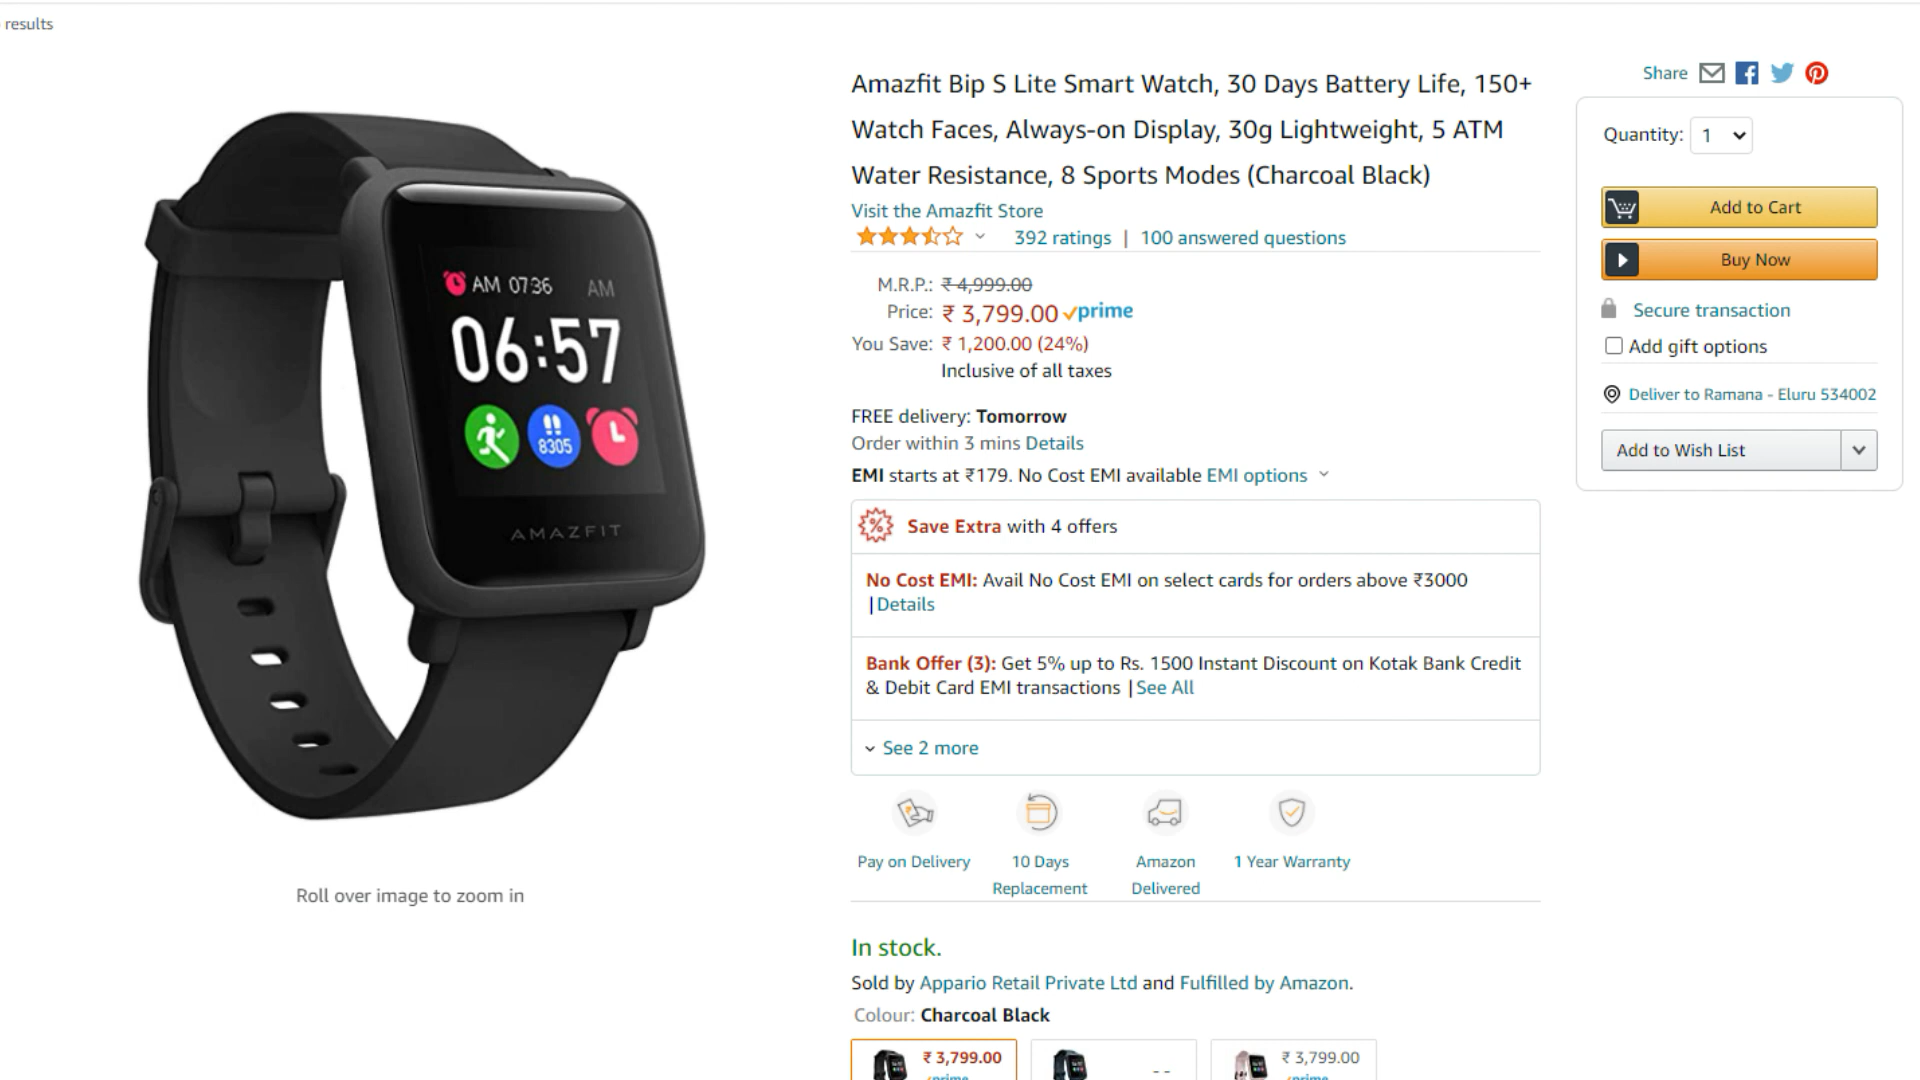 results
AM 07:36 AM
06:57
8305
AMAZFIT
Roll over image to zoom in
Amazfit Bip S Lite Smart Watch, 30 Days Battery Life, 150+
Watch Faces, Always-on Display, 30g Lightweight, 5 ATM
Water Resistance, 8 Sports Modes (Charcoal Black)
Visit the Amazfit Store
392 ratings | 100 answered questions
M.R.P.: ₹ 4,999.00
Price: ₹ 3,799.00 prime
You Save: ₹ 1,200.00 (24%)
Inclusive of all taxes
FREE delivery: Tomorrow
Order within 3 mins Details
EMI starts at ₹179. No Cost EMI available EMI options
Save Extra with 4 offers
No Cost EMI: Avail No Cost EMI on select cards for orders above ₹3000
|Details
Bank Offer (3): Get 5% up to Rs. 1500 Instant Discount on Kotak Bank Credit
& Debit Card EMI transactions |See All
See 2 more
Pay on Delivery
10 Days
Replacement
Amazon
Delivered
1 Year Warranty
In stock.
Sold by Appario Retail Private Ltd and Fulfilled by Amazon.
Colour: Charcoal Black
₹ 3,799.00
prime
--
₹ 3,799.00
prime
Share
Quantity: 1
Add to Cart
Buy Now
Secure transaction
Add gift options
Deliver to Ramana - Eluru 534002
Add to Wish List